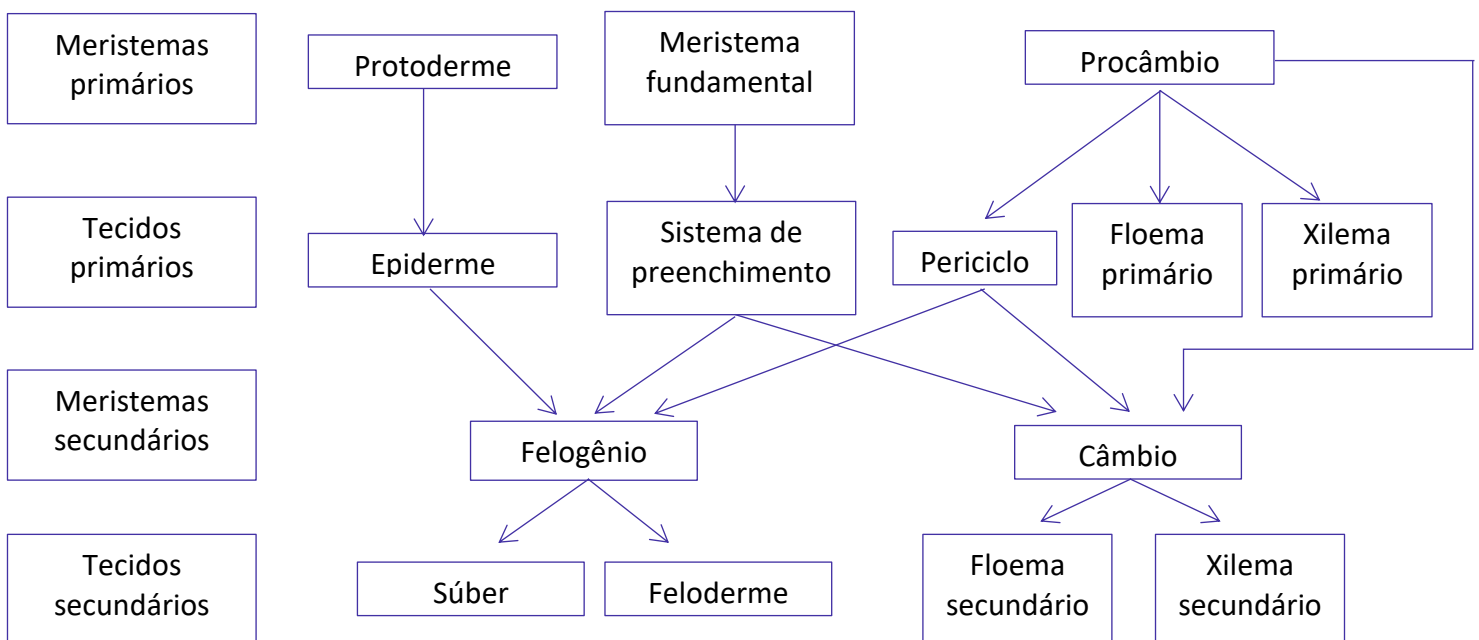 Meristemas
primários
Protoderme
Meristema
fundamental
Procâmbio
Tecidos
primários
Epiderme
Sistema de
preenchimento
Periciclo
Floema
primário
Xilema
primário
Meristemas
secundários
Felogênio
Câmbio
Tecidos
secundários
Súber
Feloderme
Floema
secundário
Xilema
secundário